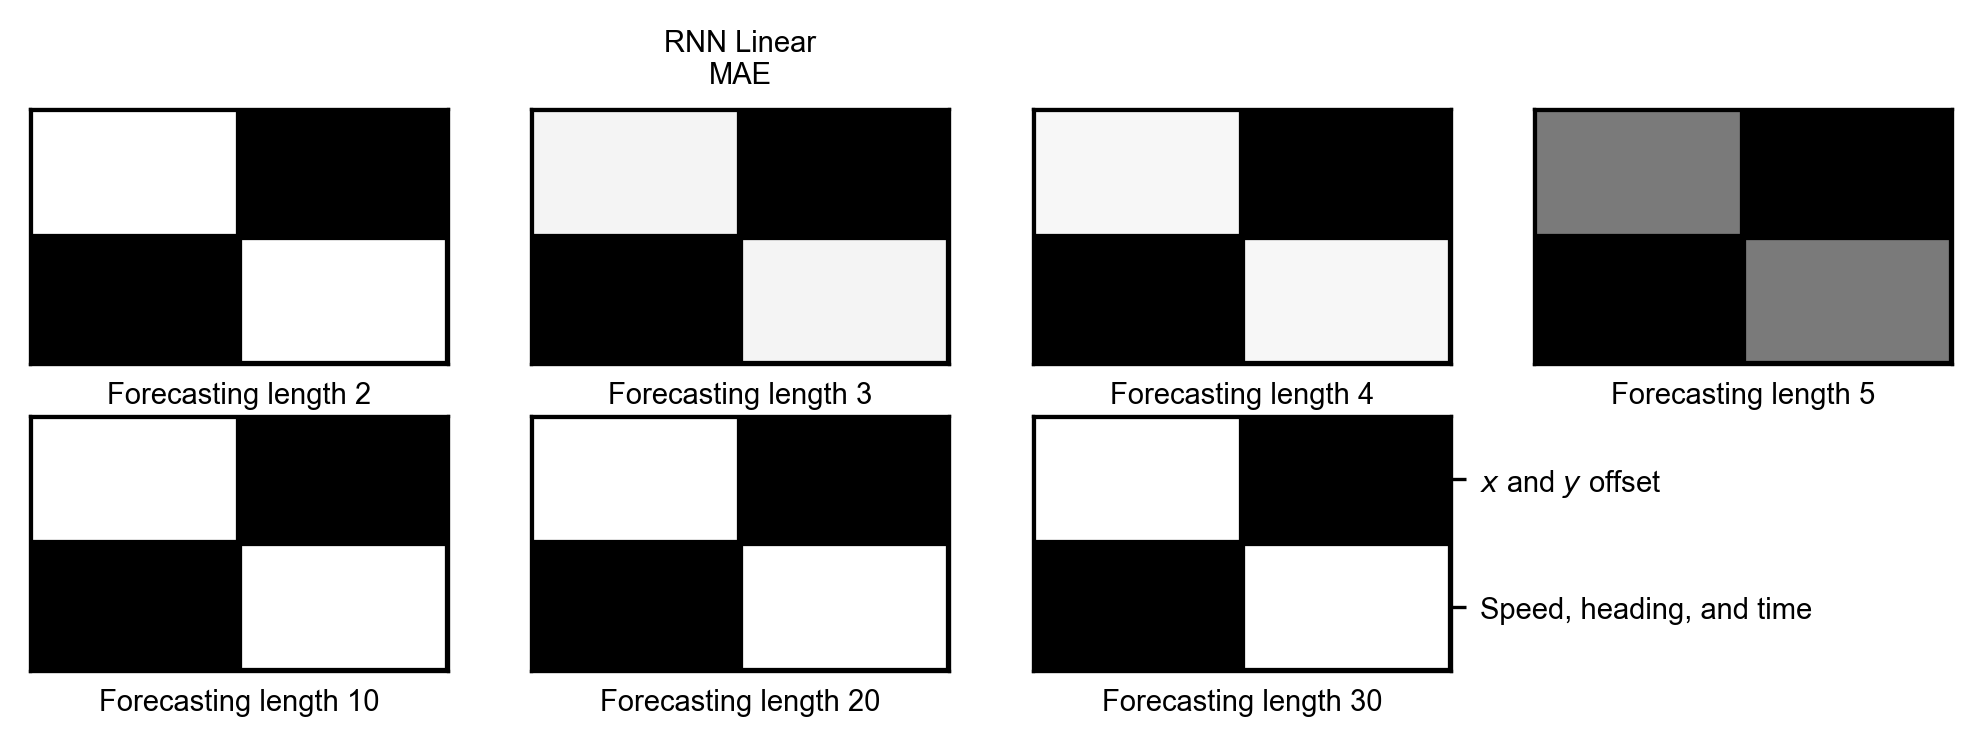 RNN Linear
MAE
Forecasting length 2
Forecasting length 3
Forecasting length 4
Forecasting length 5
x and y offset
Speed, heading, and time
Forecasting length 10
Forecasting length 20
Forecasting length 30